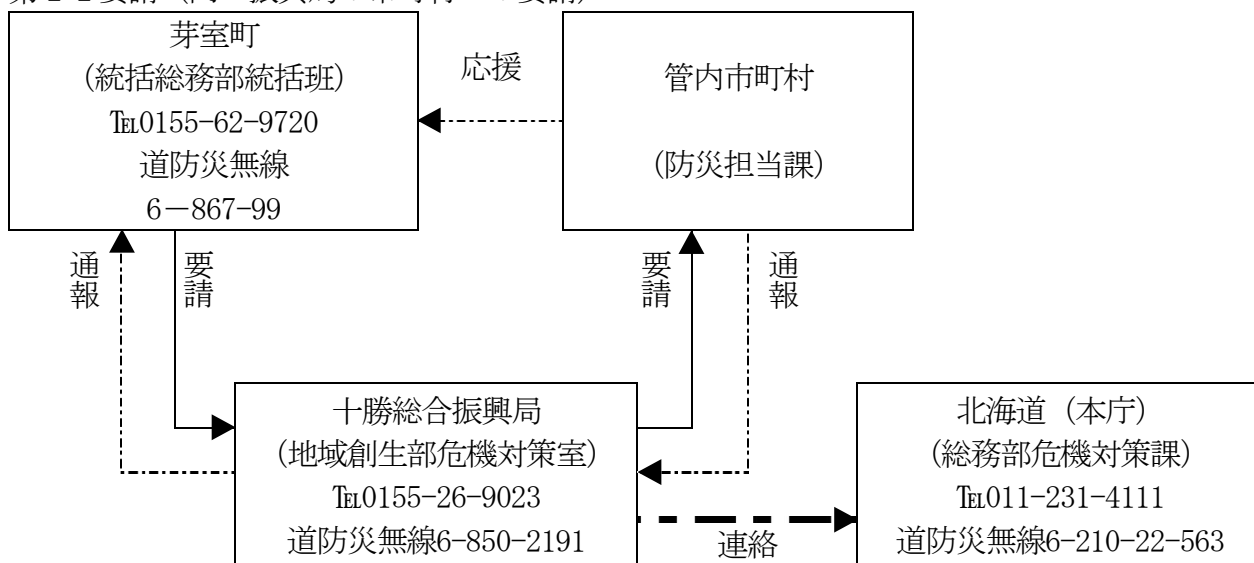 芽室町
(統括総務部統括班)
℡0155-62-9720
道防災無線
6－867-99
応援
管内市町村
(防災担当課)
通報
要請
要請
通報
十勝総合振興局
(地域創生部危機対策室)
℡0155-26-9023
道防災無線6-850-2191
連絡
北海道（本庁）
(総務部危機対策課)
℡011-231-4111
道防災無線6-210-22-563